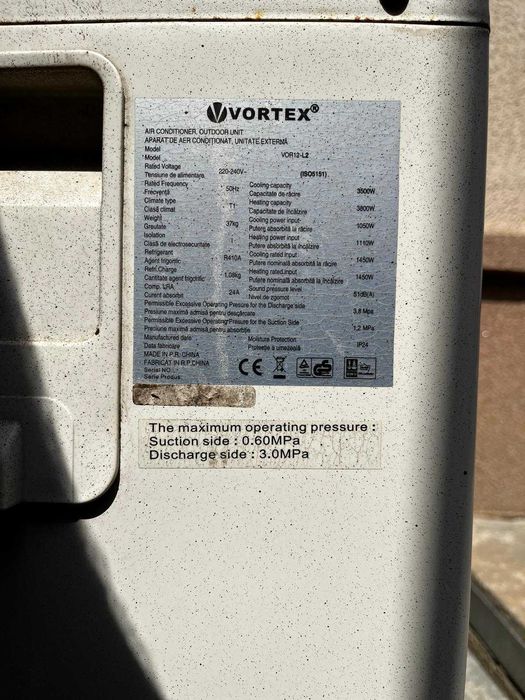 VORTEX®
AIR CONDITIONER, OUTDOOR UNIT
APARAT DE AER CONDIȚIONAT, UNITATE EXTERNĂ
Model
Model VOR12-L2
Rated Voltage
Tensiune de alimentare 220-240V~ (ISO5151)
Rated Frequency 50Hz Cooling capacity
Climate type Capacitate de răcire 3500W
Clasă climat T1 Heating capacity
Weight Capacitate de încălzire 3800W
Greutate 37kg Cooling power input
Isolation Putere absorbită la răcire 1050W
Clasă de electrosecuritate I Heating power input
Refrigerant Putere absorbită la încălzire 1110W
Agent frigorific R410A Cooling rated input
Refri.Charge Putere nominală absorbită la răcire 1450W
Cantitate agent frigorific 1.08kg Heating rated input
Comp. LRA Putere nominală absorbită la încălzire 1450W
Curent absorbit 24A Sound pressure level
Nivel de zgomot 51dB(A)
Permissible Excessive Operating Presure for the Discharge side
Presiune maximă admisă pentru descărcare 3,8 Mpa
Permissible Excessive Operating Presure for the Suction Side
Presiune maximă admisă pentru absorbție 1,2 MPa
Manufactured date Moisture Protection
Data fabricare Protecție à umezeală IP24
MADE IN P.R. CHINA
FABRICAT IN R.P.CHINA
Serial NO.:
Serie Produs:
CE
The maximum operating pressure :
Suction side : 0.60MPa
Discharge side : 3.0MPa